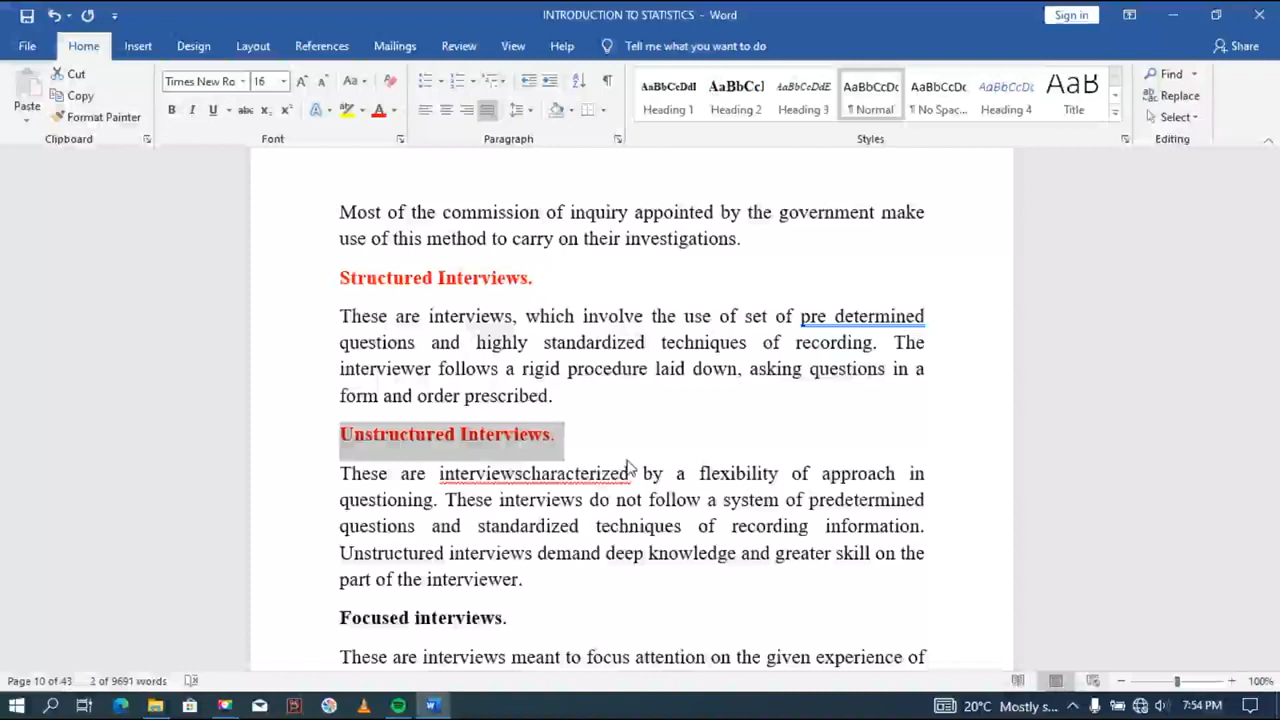 INTRODUCTION TO STATISTICS - Word
Sign in
File Home Insert Design Layout References Mailings Review View Help Tell me what you want to do Share
Paste
Cut
Copy
Format Painter
Clipboard
Times New Ro 16 Aa
B I U abc X₂ X² A A
Font
Paragraph
AaBbCcDdI AaBbCcI AaBbCcDdE AaBbCcDdE AaBbCcDc AaBbCcDc AaB
Heading 1 Heading 2 Heading 3 ¶ Normal ¶ No Spac... Heading 4 Title
Styles
Find
Replace
Select
Editing
Most of the commission of inquiry appointed by the government make
use of this method to carry on their investigations.
Structured Interviews.
These are interviews, which involve the use of set of pre determined
questions and highly standardized techniques of recording. The
interviewer follows a rigid procedure laid down, asking questions in a
form and order prescribed.
Unstructured Interviews.
These are interviewscharacterized by a flexibility of approach in
questioning. These interviews do not follow a system of predetermined
questions and standardized techniques of recording information.
Unstructured interviews demand deep knowledge and greater skill on the
part of the interviewer.
Focused interviews.
These are interviews meant to focus attention on the given experience of
Page 10 of 43 2 of 9691 words 100%
20°C Mostly s... 7:54 PM